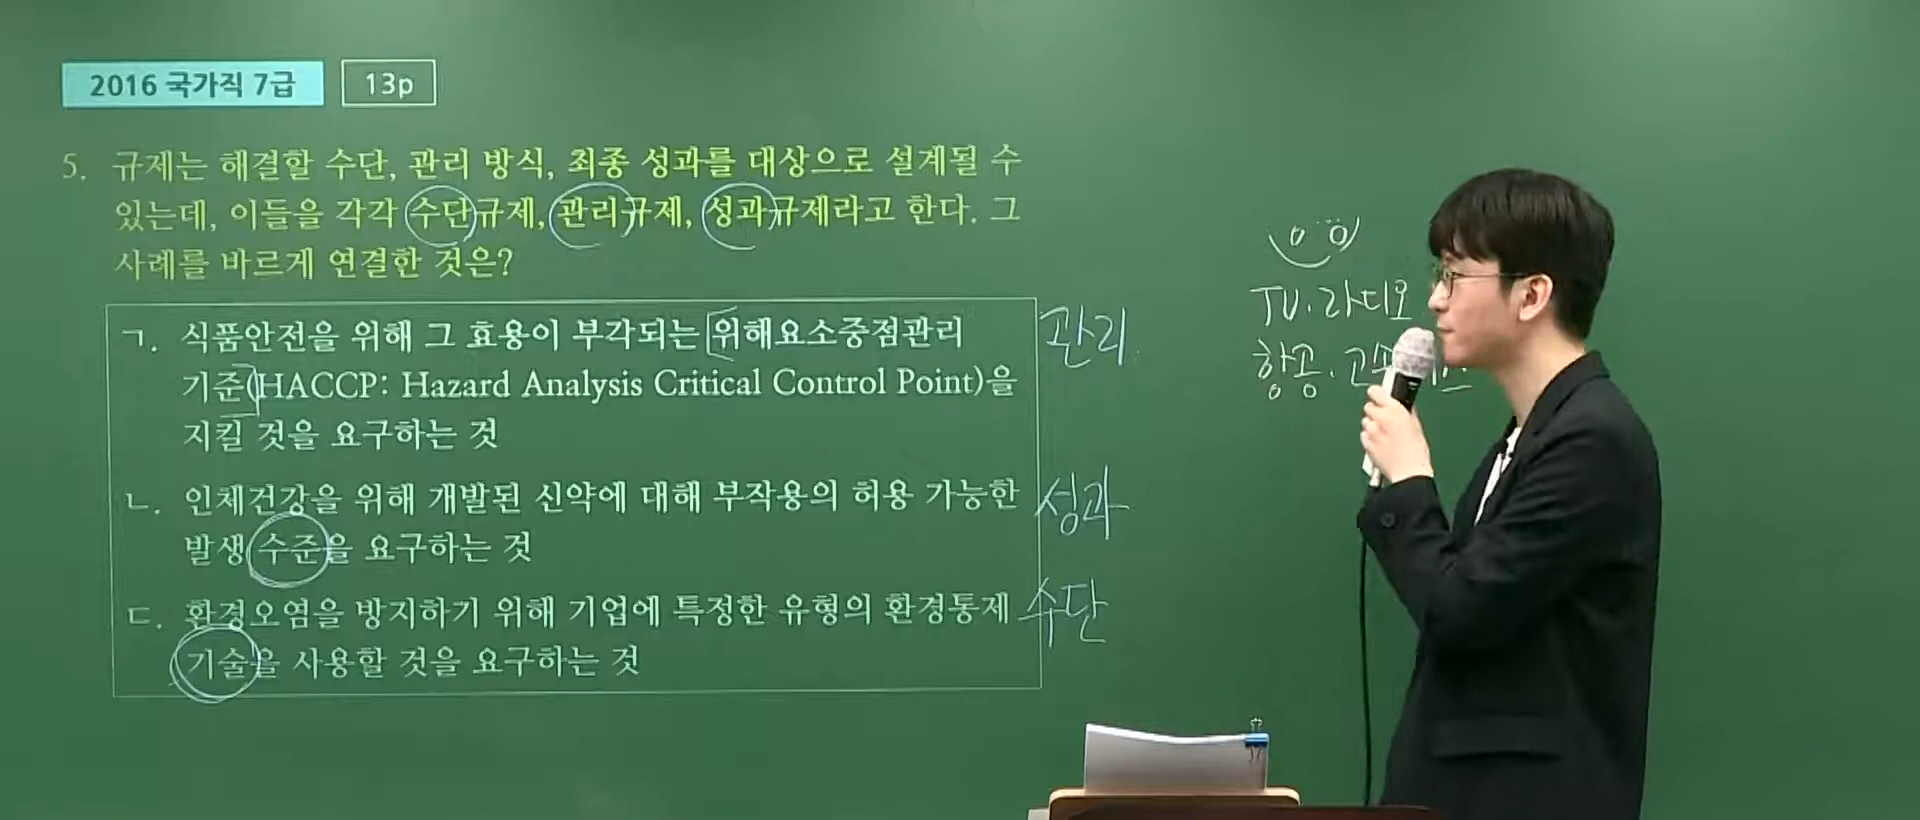 2016 국가직 7급
13p
5. 규제는 해결할 수단, 관리 방식, 최종 성과를 대상으로 설계될 수
있는데, 이들을 각각 수단규제, 관리규제, 성과규제라고 한다. 그
사례를 바르게 연결한 것은?
ㄱ. 식품안전을 위해 그 효용이 부각되는 위해요소중점관리
기준(HACCP: Hazard Analysis Critical Control Point)을
지킬 것을 요구하는 것
관리
ㄴ. 인체건강을 위해 개발된 신약에 대해 부작용의 허용 가능한
발생 수준을 요구하는 것
성과
ㄷ. 환경오염을 방지하기 위해 기업에 특정한 유형의 환경통제
기술을 사용할 것을 요구하는 것
수단
TV·라디오
항공·고속